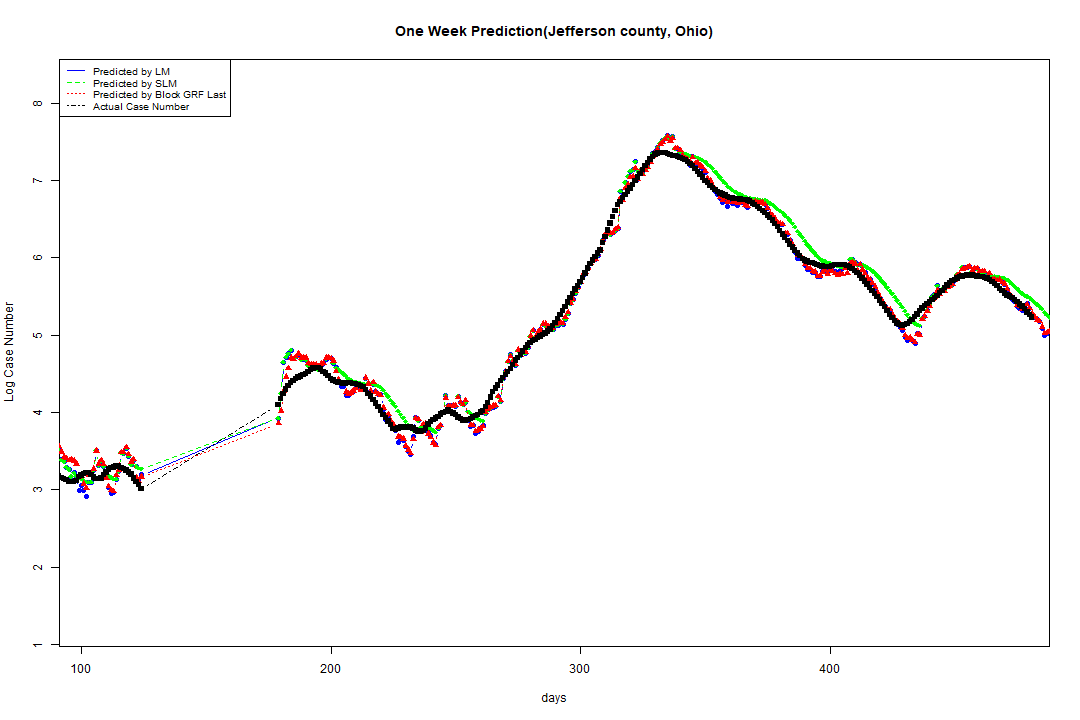 One Week Prediction(Jefferson county, Ohio)
Predicted by LM
Predicted by SLM
Predicted by Block GRF Last
Actual Case Number
8
7
6
5
4
3
2
1
Log Case Number
100 200 300 400
days